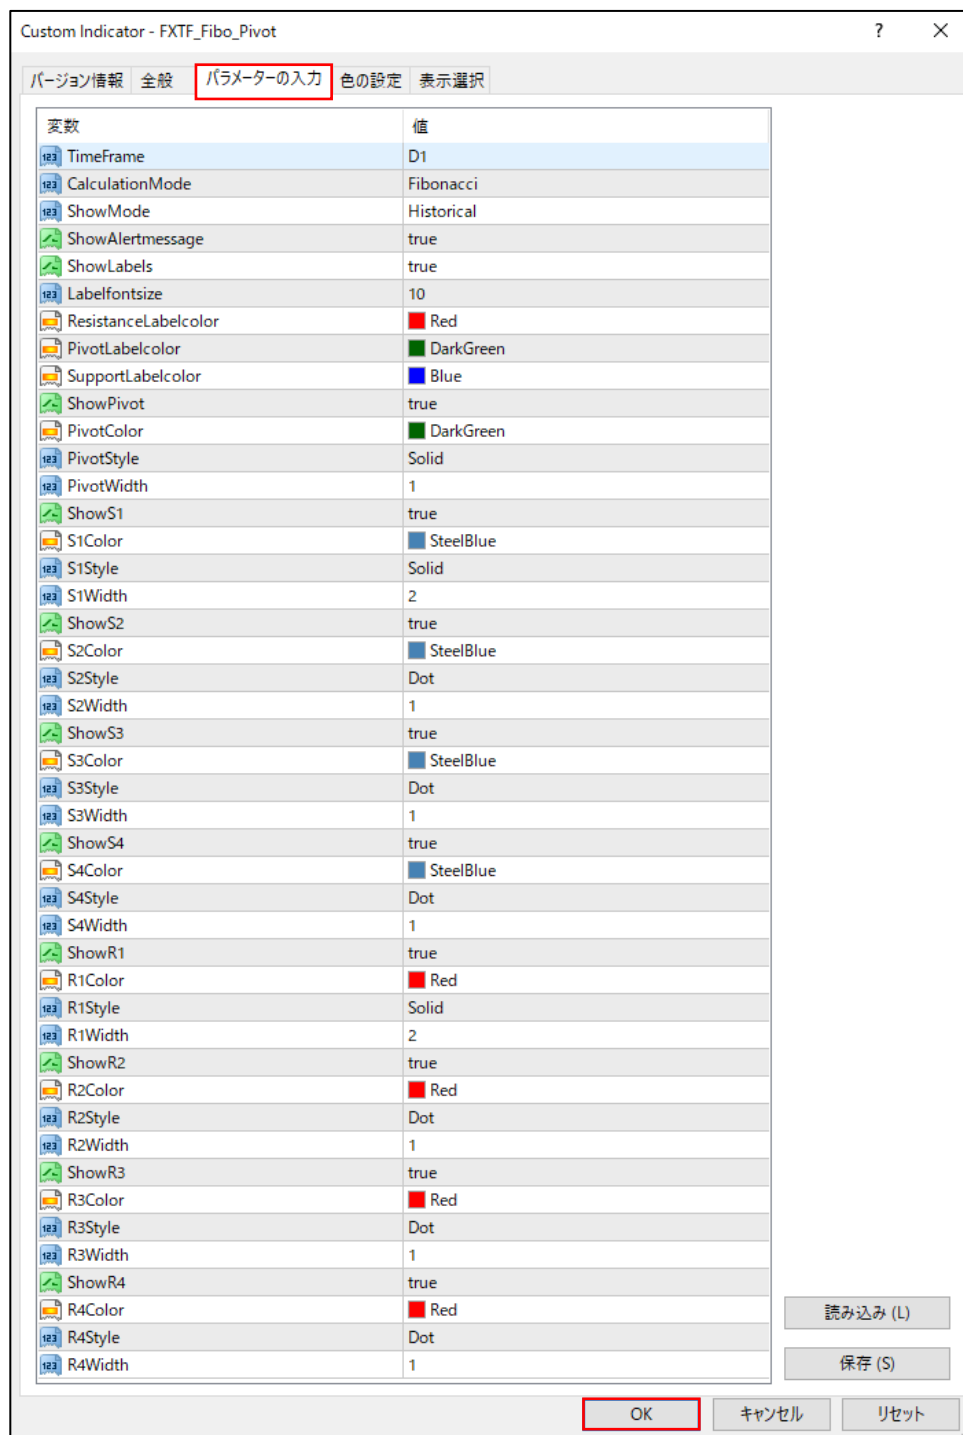 Custom Indicator - FXTF_Fibo_Pivot ? ×
バージョン情報 全般 パラメーターの入力 色の設定 表示選択
変数 値
TimeFrame D1
CalculationMode Fibonacci
ShowMode Historical
ShowAlertmessage true
ShowLabels true
Labelfontsize 10
ResistanceLabelcolor Red
PivotLabelcolor DarkGreen
SupportLabelcolor Blue
ShowPivot true
PivotColor DarkGreen
PivotStyle Solid
PivotWidth 1
ShowS1 true
S1Color SteelBlue
S1Style Solid
S1Width 2
ShowS2 true
S2Color SteelBlue
S2Style Dot
S2Width 1
ShowS3 true
S3Color SteelBlue
S3Style Dot
S3Width 1
ShowS4 true
S4Color SteelBlue
S4Style Dot
S4Width 1
ShowR1 true
R1Color Red
R1Style Solid
R1Width 2
ShowR2 true
R2Color Red
R2Style Dot
R2Width 1
ShowR3 true
R3Color Red
R3Style Dot
R3Width 1
ShowR4 true
R4Color Red
R4Style Dot
R4Width 1
読み込み (L)
保存 (S)
OK キャンセル リセット